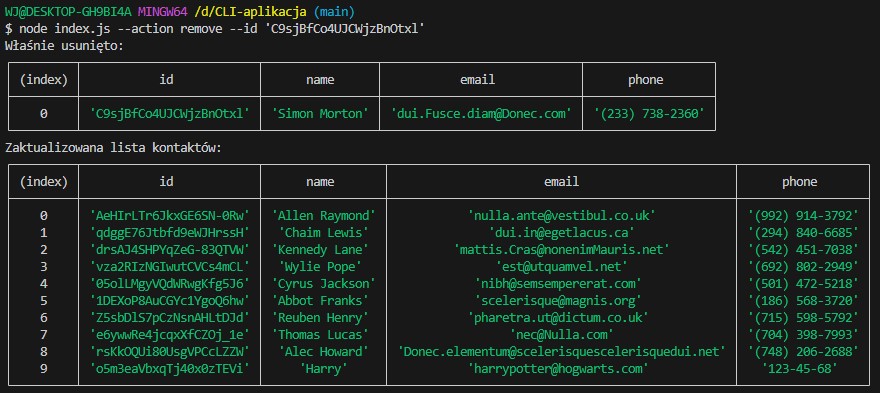 WJ@DESKTOP-GH9BI4A MINGW64 /d/CLI-aplikacja (main)
$ node index.js --action remove --id 'C9sjBfCo4UJCWjzBnOtxl'
Właśnie usunięto:
(index) id name email phone
0 'C9sjBfCo4UJCWjzBnOtxl' 'Simon Morton' 'dui.Fusce.diam@Donec.com' '(233) 738-2360'
Zaktualizowana lista kontaktów:
(index) id name email phone
0 'AeHIrLTr6JkxGE6SN-0Rw' 'Allen Raymond' 'nulla.ante@vestibul.co.uk' '(992) 914-3792'
1 'qdggE76Jtbfd9eWJHrssH' 'Chaim Lewis' 'dui.in@egetlacus.ca' '(294) 840-6685'
2 'drsAJ4SHPYqZeG-83QTVW' 'Kennedy Lane' 'mattis.Cras@nonenimMauris.net' '(542) 451-7038'
3 'vza2RIzNGIwutCVCs4mCL' 'Wylie Pope' 'est@utquamvel.net' '(692) 802-2949'
4 '05olLMgyVQdWRwgKfg5J6' 'Cyrus Jackson' 'nibh@semsempererat.com' '(501) 472-5218'
5 '1DEXoP8AuCGYc1YgoQ6hw' 'Abbot Franks' 'scelerisque@magnis.org' '(186) 568-3720'
6 'Z5sbDlS7pCzNsnAHLtDJd' 'Reuben Henry' 'pharetra.ut@dictum.co.uk' '(715) 598-5792'
7 'e6ywwRe4jcqxXfCZOj_1e' 'Thomas Lucas' 'nec@Nulla.com' '(704) 398-7993'
8 'rsKkOQUi80UsgVPCcLZZW' 'Alec Howard' 'Donec.elementum@scelerisquescelerisquedui.net' '(748) 206-2688'
9 'o5m3eaVbxqTj40x0zTEVi' 'Harry' 'harrypotter@hogwarts.com' '123-45-68'